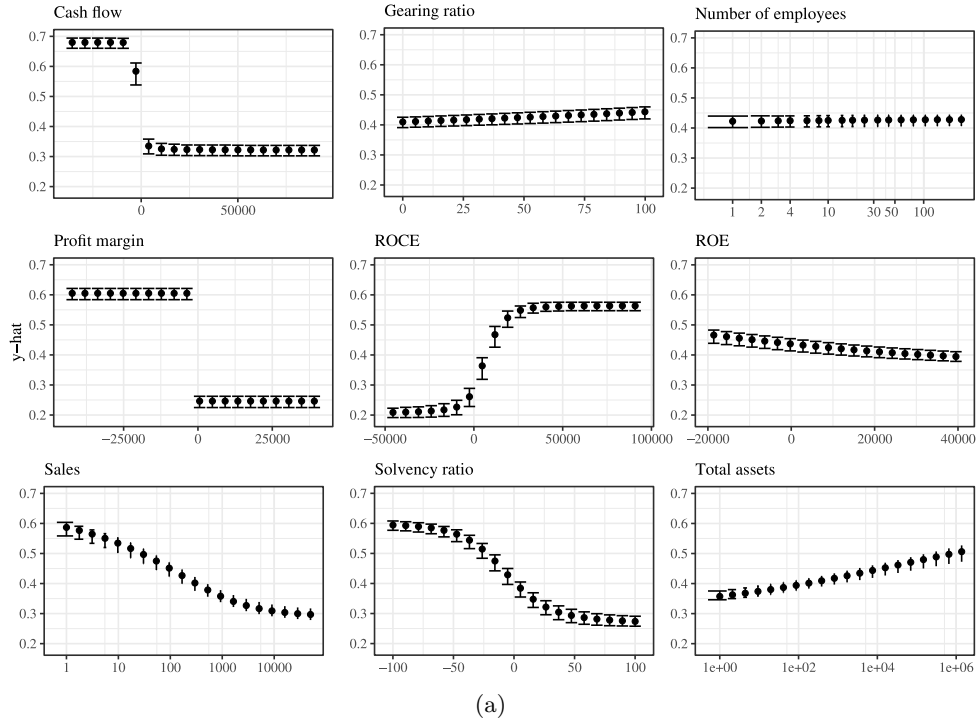 Cash flow
0.7
0.6
0.5
0.4
0.3
0.2
0 50000
Gearing ratio
0.7
0.6
0.5
0.4
0.3
0.2
0 25 50 75 100
Number of employees
0.7
0.6
0.5
0.4
0.3
0.2
1 2 4 10 30 50 100
y−hat
Profit margin
0.7
0.6
0.5
0.4
0.3
0.2
−25000 0 25000
ROCE
0.7
0.6
0.5
0.4
0.3
0.2
−50000 0 50000 100000
ROE
0.7
0.6
0.5
0.4
0.3
0.2
−20000 0 20000 40000
Sales
0.7
0.6
0.5
0.4
0.3
0.2
1 10 100 1000 10000
Solvency ratio
0.7
0.6
0.5
0.4
0.3
0.2
−100 −50 0 50 100
Total assets
0.7
0.6
0.5
0.4
0.3
0.2
1e+00 1e+02 1e+04 1e+06
(a)